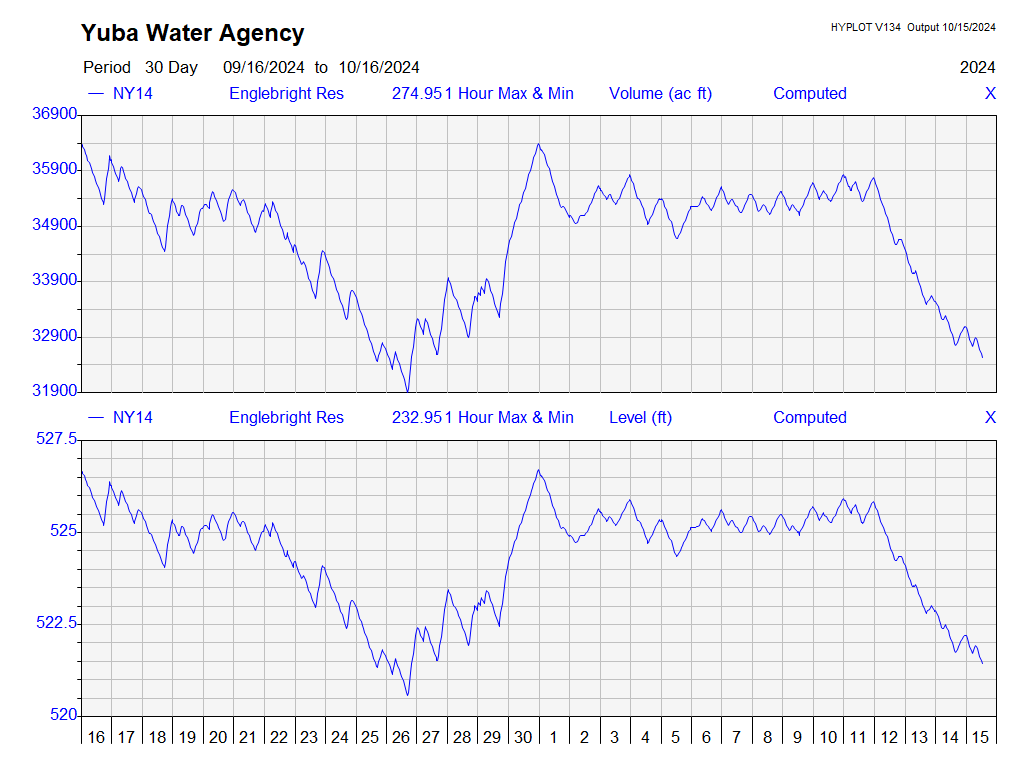 Yuba Water Agency
HYPLOT V134 Output 10/15/2024
Period 30 Day 09/16/2024 to 10/16/2024 2024
NY14 Englebright Res 274.951 Hour Max & Min Volume (ac ft) Computed X
36900
35900
34900
33900
32900
31900
NY14 Englebright Res 232.951 Hour Max & Min Level (ft) Computed X
527.5
525
522.5
520
16 17 18 19 20 21 22 23 24 25 26 27 28 29 30 1 2 3 4 5 6 7 8 9 10 11 12 13 14 15